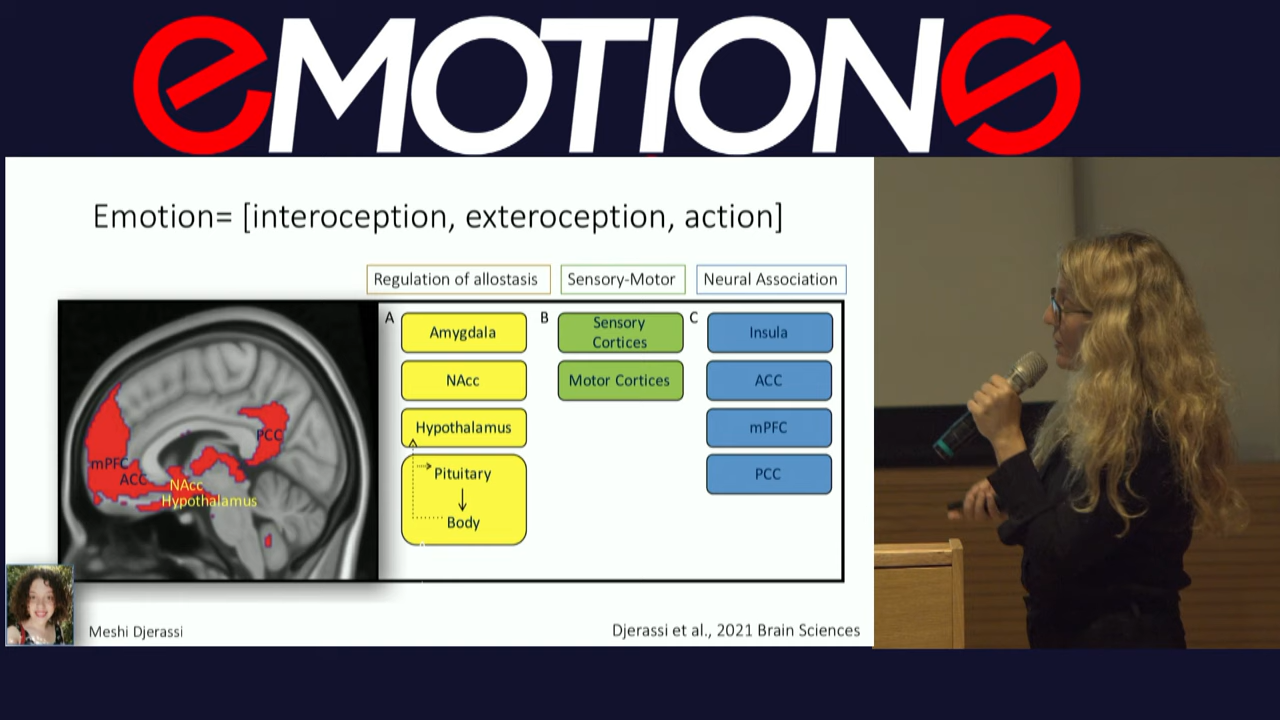 eMOTIONS
Emotion= [interoception, exteroception, action]
Regulation of allostasis
Sensory-Motor
Neural Association
A
Amygdala
NAcc
Hypothalamus
Pituitary
Body
B
Sensory
Cortices
Motor Cortices
C
Insula
ACC
mPFC
PCC
PCC
mPFC
ACC
NAcc
Hypothalamus
Meshi Djerassi
Djerassi et al., 2021 Brain Sciences